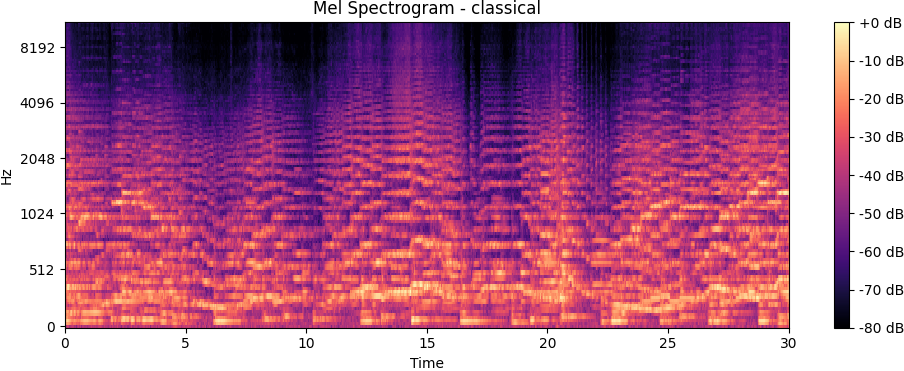 Mel Spectrogram - classical
Hz
8192
4096
2048
1024
512
0
0 5 10 15 20 25 30
Time
+0 dB
-10 dB
-20 dB
-30 dB
-40 dB
-50 dB
-60 dB
-70 dB
-80 dB